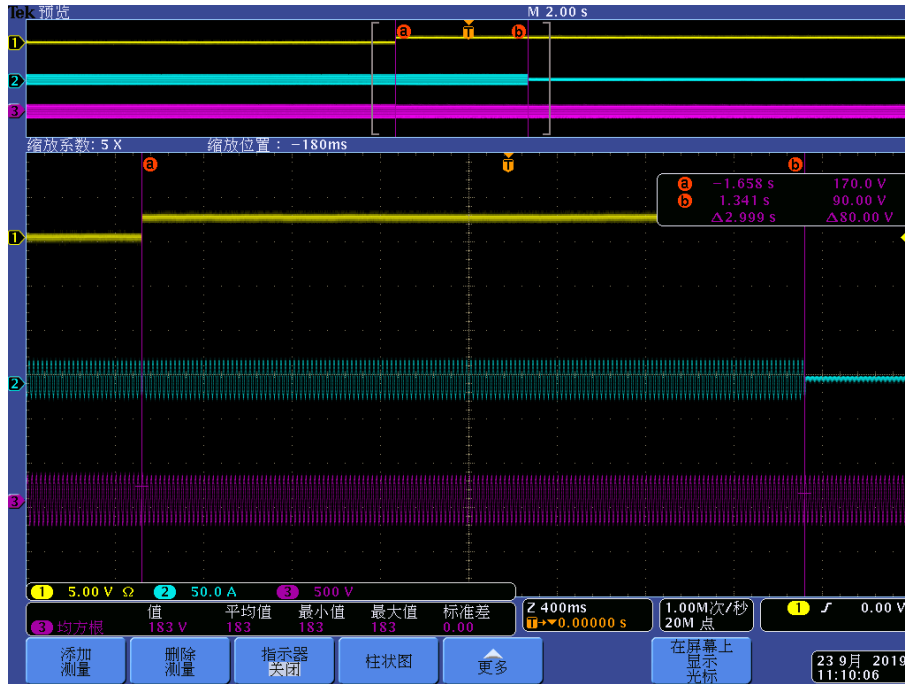 Tek 预览 M 2.00 s
a T b
1
2
3
缩放系数: 5 X 缩放位置： −180ms
a T b
a −1.658 s 170.0 V
b 1.341 s 90.00 V
Δ2.999 s Δ80.00 V
1
2
3
1 5.00 V Ω 2 50.0 A 3 500 V
值 平均值 最小值 最大值 标准差
3 均方根 183 V 183 183 183 0.00
Z 400ms
T→▼0.00000 s
1.00M次/秒
20M 点
1 0.00 V
添加
测量
删除
测量
指示器
关闭
柱状图
更多
在屏幕上
显示
光标
23 9月 2019
11:10:06